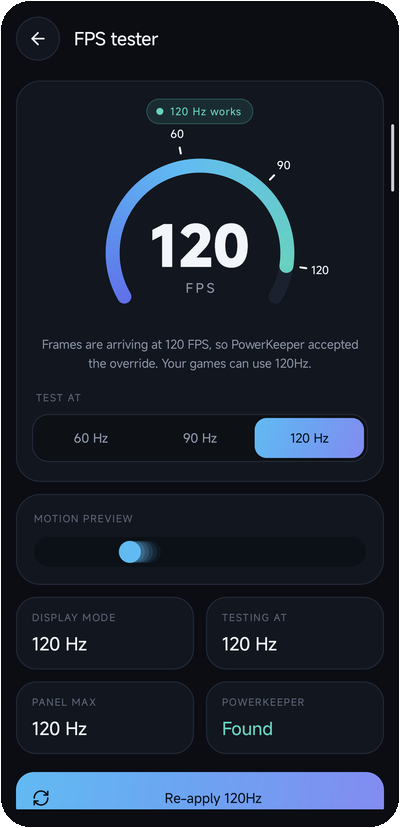 FPS tester
120 Hz works
60
90
120
120
FPS
Frames are arriving at 120 FPS, so PowerKeeper accepted
the override. Your games can use 120Hz.
TEST AT
60 Hz
90 Hz
120 Hz
MOTION PREVIEW
DISPLAY MODE
120 Hz
TESTING AT
120 Hz
PANEL MAX
120 Hz
POWERKEEPER
Found
Re-apply 120Hz